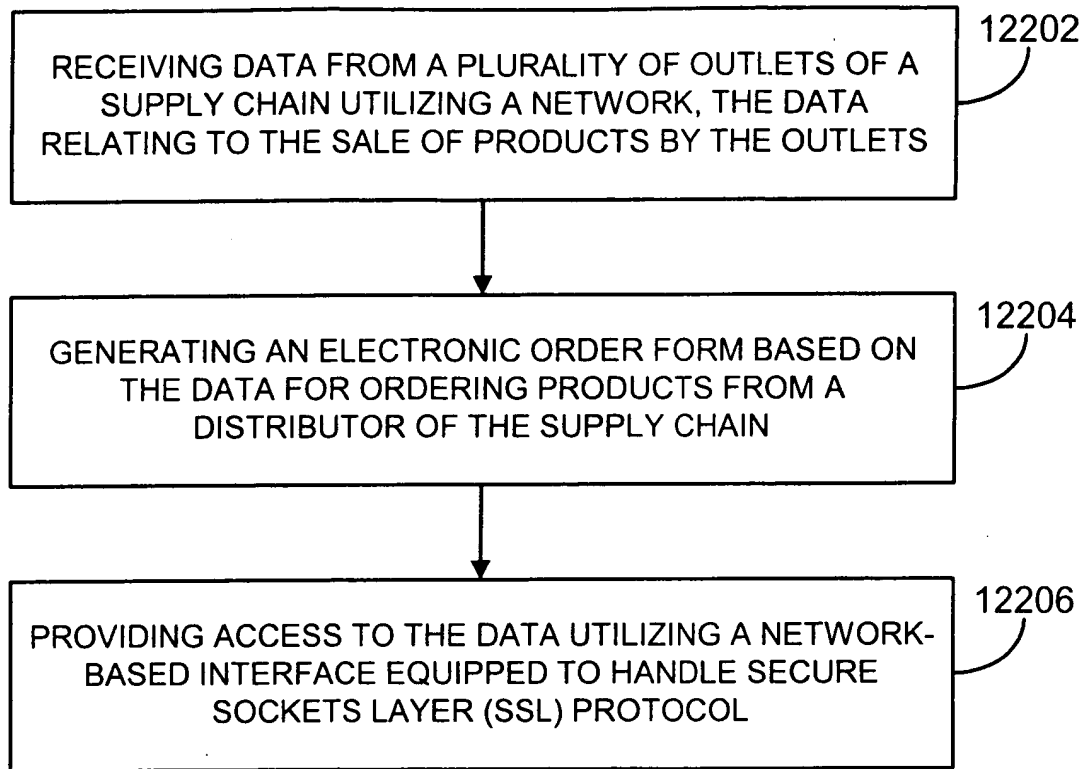 12202
RECEIVING DATA FROM A PLURALITY OF OUTLETS OF A
SUPPLY CHAIN UTILIZING A NETWORK, THE DATA
RELATING TO THE SALE OF PRODUCTS BY THE OUTLETS
12204
GENERATING AN ELECTRONIC ORDER FORM BASED ON
THE DATA FOR ORDERING PRODUCTS FROM A
DISTRIBUTOR OF THE SUPPLY CHAIN
12206
PROVIDING ACCESS TO THE DATA UTILIZING A NETWORK-
BASED INTERFACE EQUIPPED TO HANDLE SECURE
SOCKETS LAYER (SSL) PROTOCOL